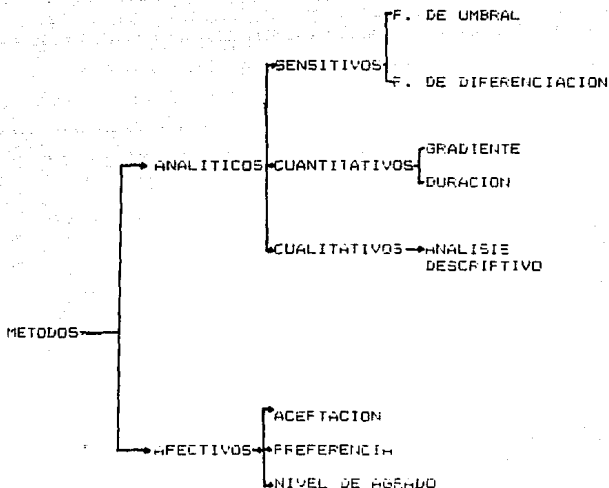 F. DE UMBRAL
SENSITIVOS
F. DE DIFERENCIACION
GRADIENTE
ANALITICOS CUANTITATIVOS
DURACION
CUALITATIVOS ANALISIS
DESCRIPTIVO
METODOS
ACEPTACION
AFECTIVOS PREFERENCIA
NIVEL DE AGRADO